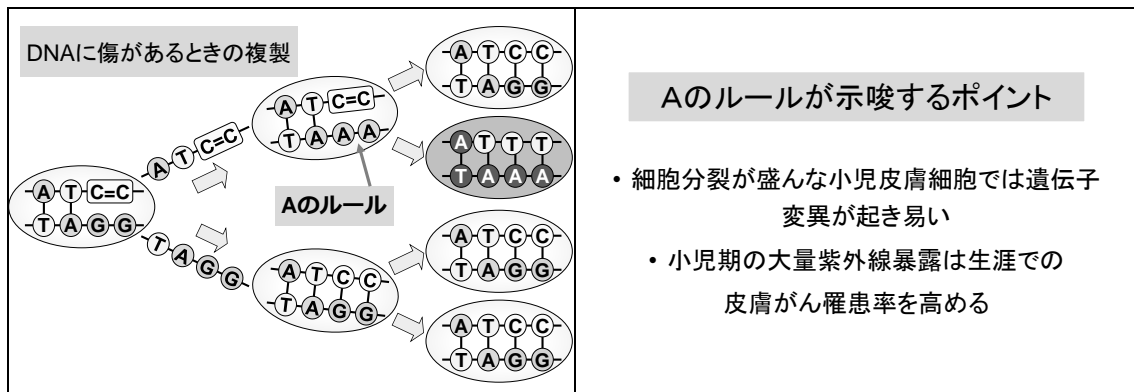 DNAに傷があるときの複製
A T C=C
T A G G
A T C=C
T A G G
A T C=C
T A A A
Aのルール
A T C C
T A G G
A T C C
T A G G
A T T T
T A A A
A T C C
T A G G
A T C C
T A G G
Aのルールが示唆するポイント
• 細胞分裂が盛んな小児皮膚細胞では遺伝子
変異が起き易い
• 小児期の大量紫外線暴露は生涯での
皮膚がん罹患率を高める